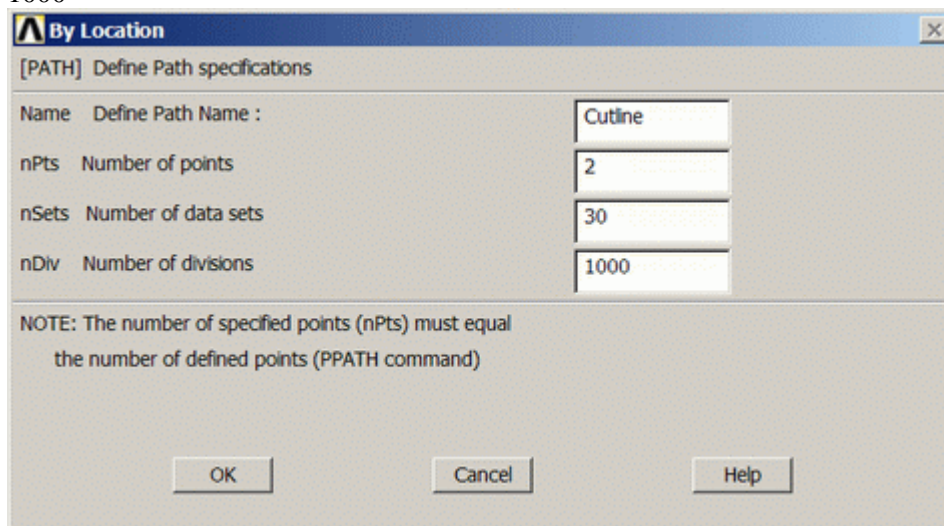 1000
By Location
[PATH] Define Path specifications
Name Define Path Name :
Cutline
nPts Number of points
2
nSets Number of data sets
30
nDiv Number of divisions
1000
NOTE: The number of specified points (nPts) must equal
the number of defined points (PPATH command)
OK Cancel Help